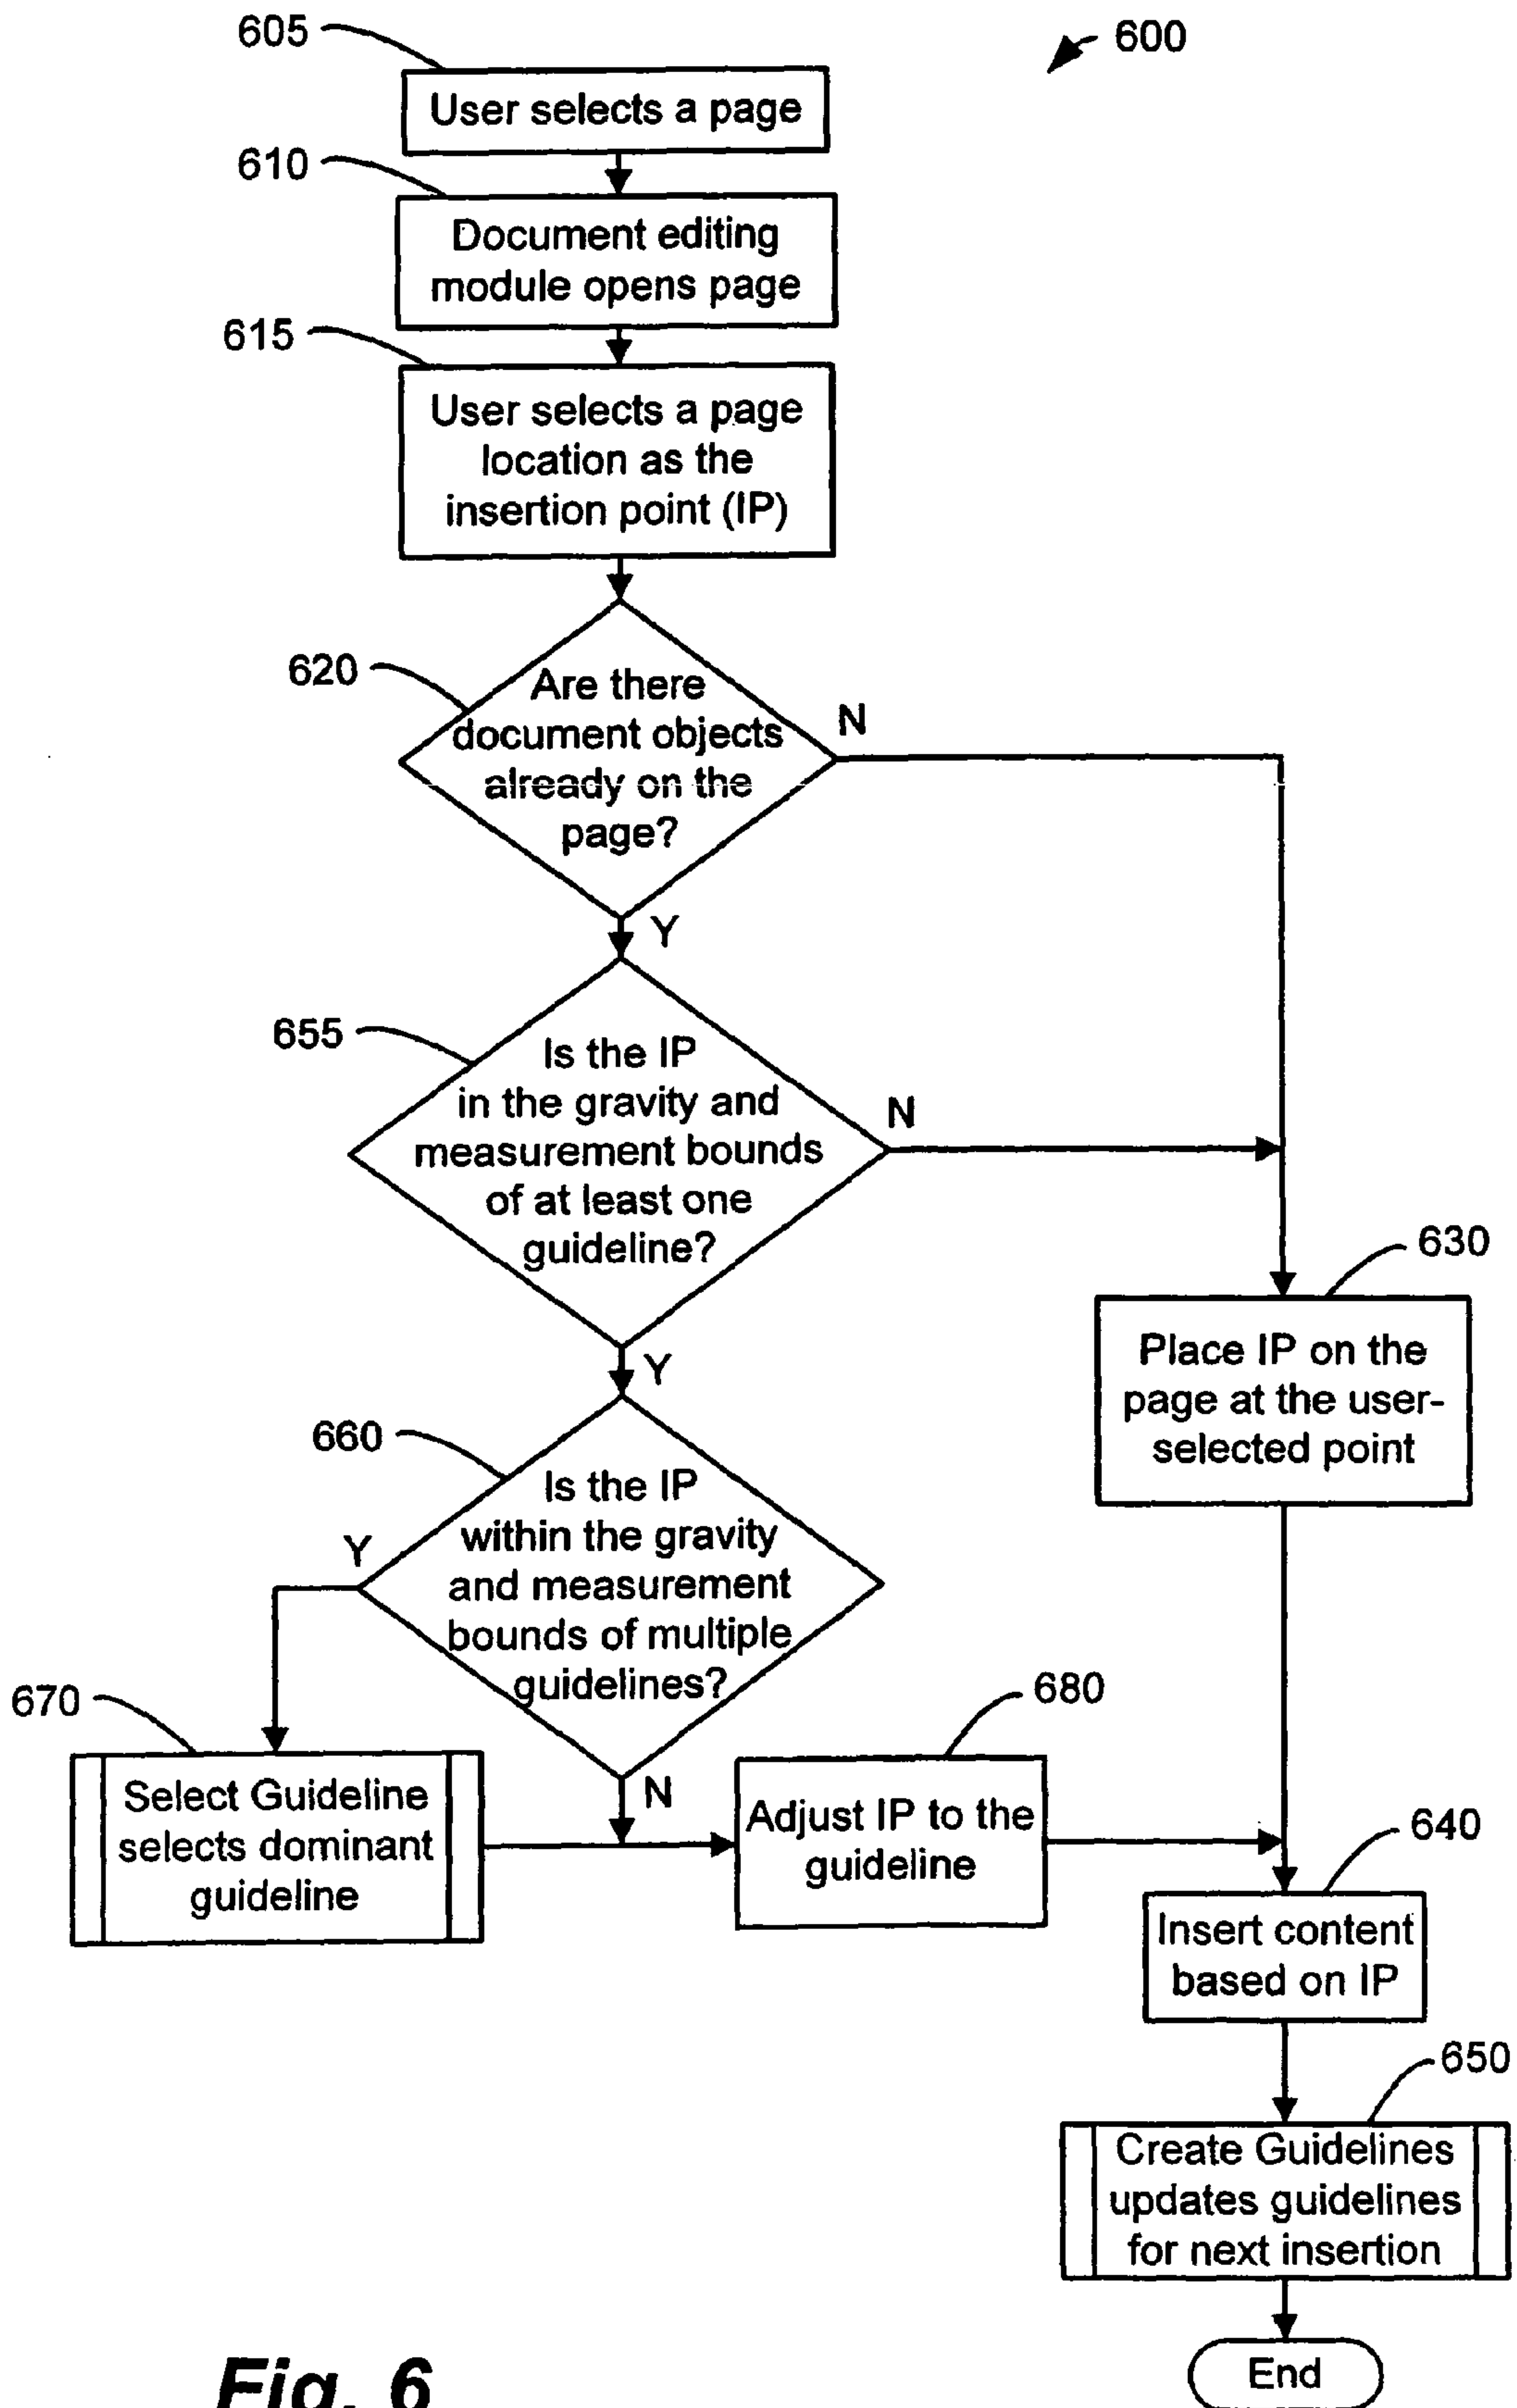 605
600
User selects a page
610
Document editing
module opens page
615
User selects a page
location as the
insertion point (IP)
620
Are there
document objects
already on the
page?
N
Y
655
Is the IP
in the gravity and
measurement bounds
of at least one
guideline?
N
Y
630
Place IP on the
page at the user-
selected point
660
Is the IP
within the gravity
and measurement
bounds of multiple
guidelines?
Y
N
670
Select Guideline
selects dominant
guideline
680
Adjust IP to the
guideline
640
Insert content
based on IP
650
Create Guidelines
updates guidelines
for next insertion
End
Fig. 6